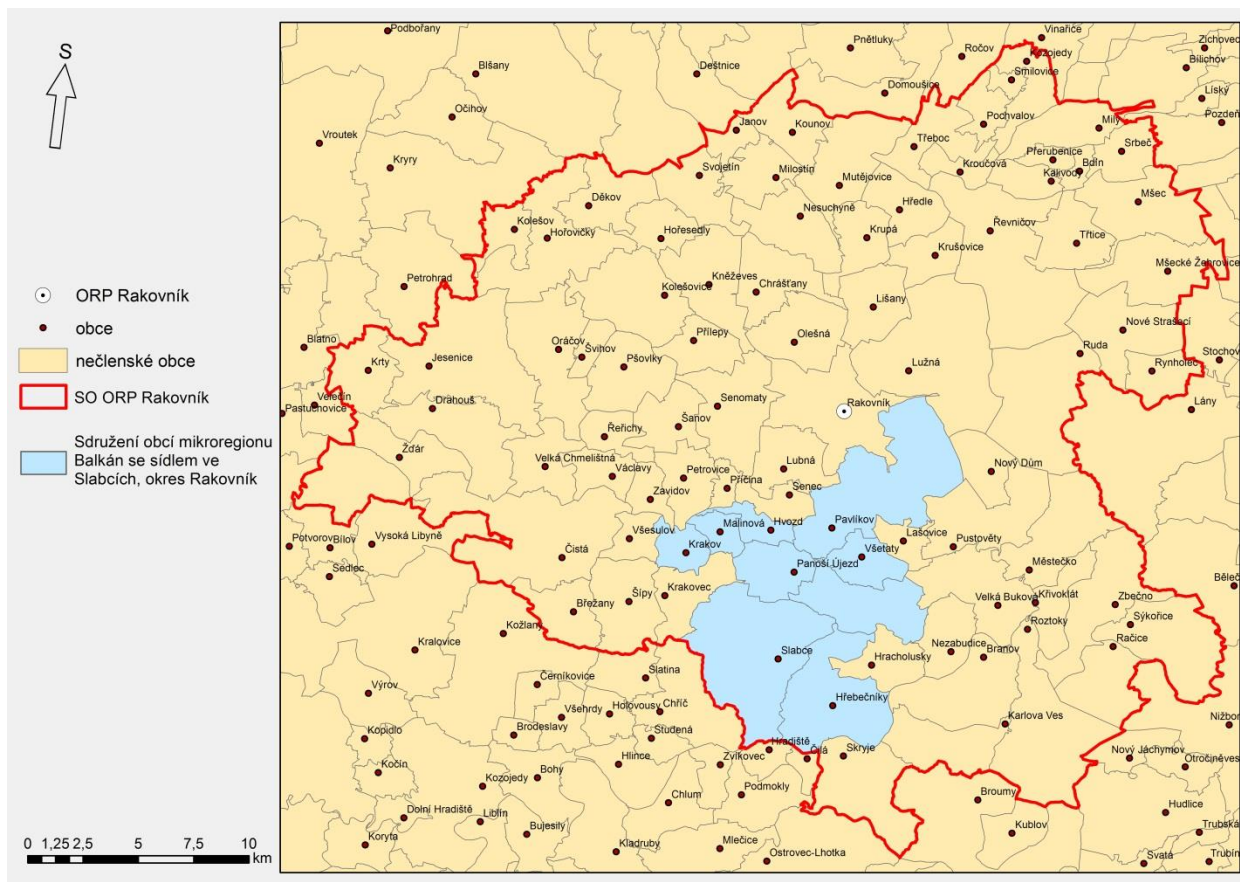 S
ORP Rakovník
obce
nečlenské obce
SO ORP Rakovník
Sdružení obcí mikroregionu
Balkán se sídlem ve
Slabcích, okres Rakovník
0 1,25 2,5 5 7,5 10
km
Podbořany
Vinařice
Pnětluky
Zichovec
Ročov
Kozojedy
Blšany
Deštnice
Smilovice
Bílichov
Domoušice
Líský
Očihov
Pozdeň
Janov
Kounov
Podchvalov
Milý
Vroutek
Třeboc
Přerubenice
Srbeč
Kryry
Svojetín
Milostín
Kroučová
Bdín
Kalivody
Mutějovice
Děkov
Mšec
Nesuchyně
Hředle
Kolešov
Hořovičky
Hořesedly
Krupá
Řevničov
Třtice
Krušovice
Mšecké Žehrovice
Petrohrad
Kněževes
Kolešovice
Chrášťany
Lišany
Nové Strašecí
Přílepy
Olešná
Blatno
Oráčov
Švihov
Ruda
Stochov
Krty
Jesenice
Pšovlky
Lužná
Rynholec
Velečín
Pastuchovice
Drahouš
Senomaty
Rakovník
Lány
Šanov
Řeřichy
Žďár
Velká Chmelištná
Václavy
Petrovice
Lubná
Nový Dům
Příčina
Senec
Zavidov
Malinová
Hvozd
Pavlíkov
Všesulov
Lašovice
Potvorov
Bílov
Vysoká Libyně
Čistá
Krakov
Všetaty
Pustověty
Sedlec
Panoší Újezd
Městečko
Běleč
Břežany
Šípy
Krakovec
Velká Buková
Křivoklát
Zbečno
Kožlany
Roztoky
Sýkořice
Kralovice
Slabce
Hracholusky
Nezabudice
Branov
Račice
Slatina
Výrov
Černíkovice
Hřebečníky
Všehrdy
Holovousy
Chříč
Karlova Ves
Nižbor
Kopidlo
Brodeslavy
Studená
Hradiště
Čilá
Skryje
Nový Jáchymov
Otročiněves
Kočín
Bohy
Hlince
Zvíkovec
Kozojedy
Chlum
Podmokly
Broumy
Dolní Hradiště
Liblín
Hudlice
Koryta
Bujesily
Kublov
Trubská
Kladruby
Mlečice
Ostrovec-Lhotka
Svatá
Trubín